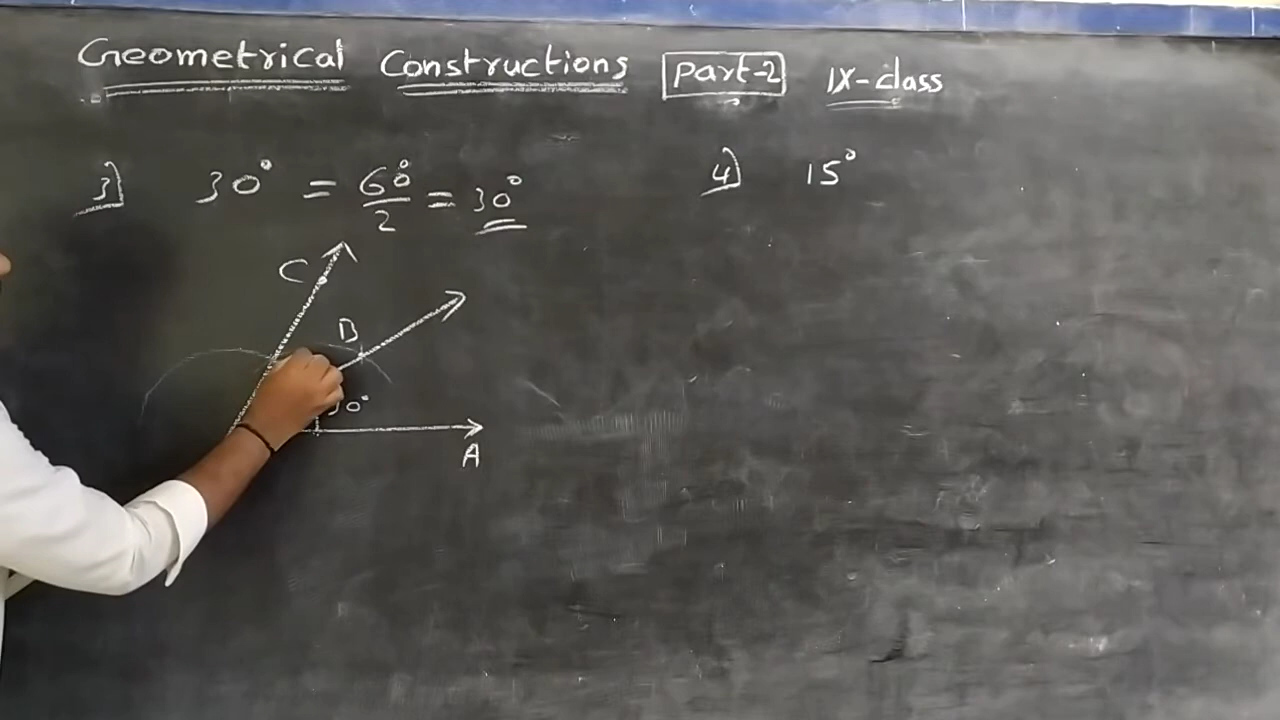 Geometrical Constructions Part-2 IX-class
3) 30° = 60°/2 = 30°
4) 15°
C
B
30°
A